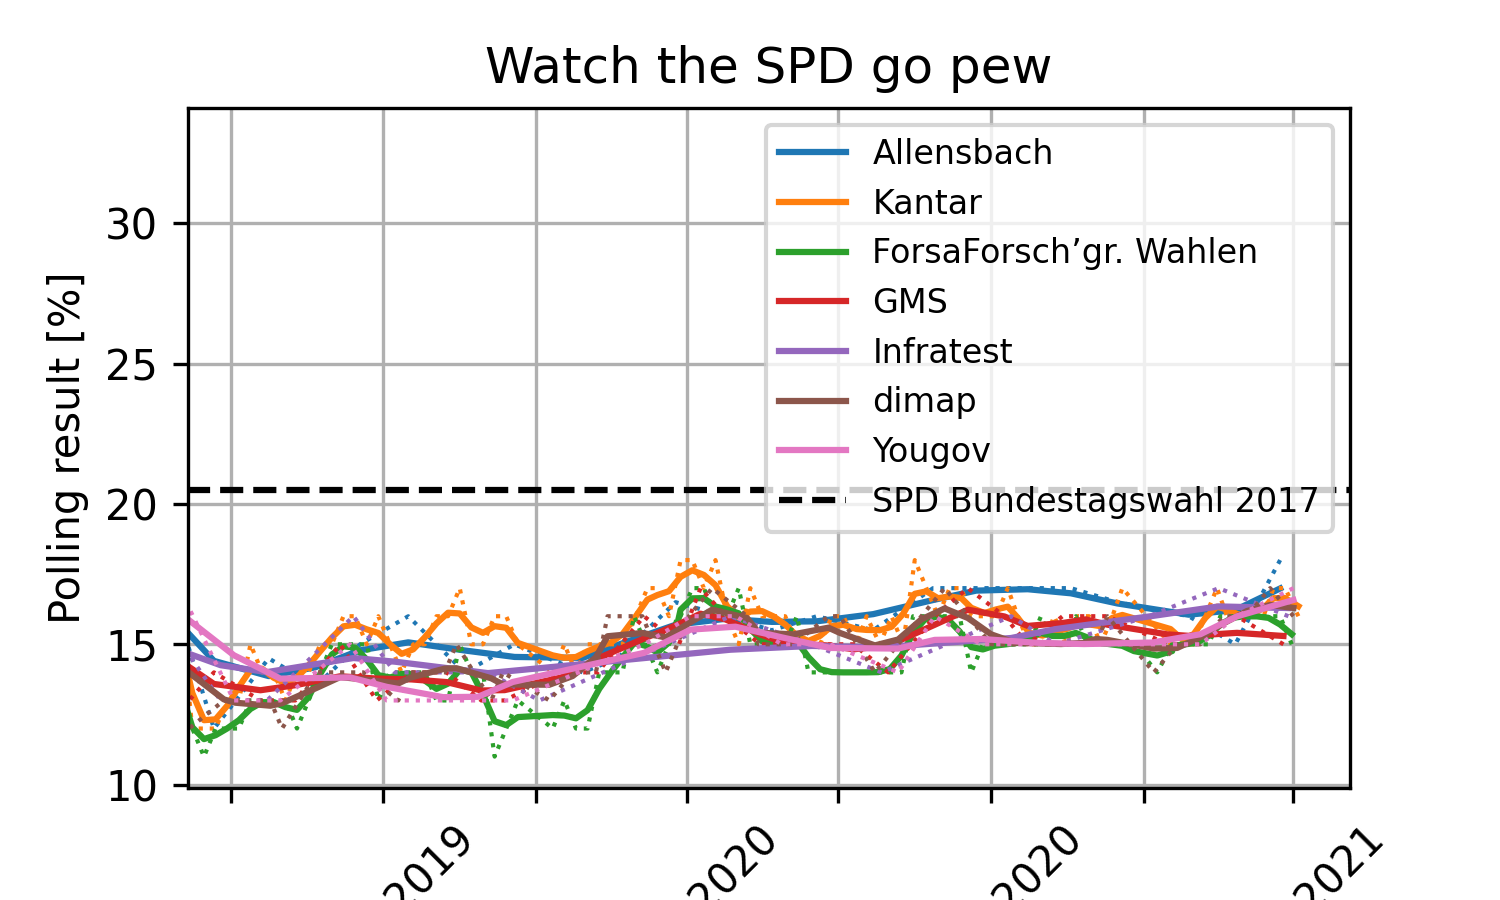 Watch the SPD go pew
Polling result [%]
30
25
20
15
10
Allensbach
Kantar
ForsaForsch’gr. Wahlen
GMS
Infratest
dimap
Yougov
SPD Bundestagswahl 2017
2019
2020
2020
2021